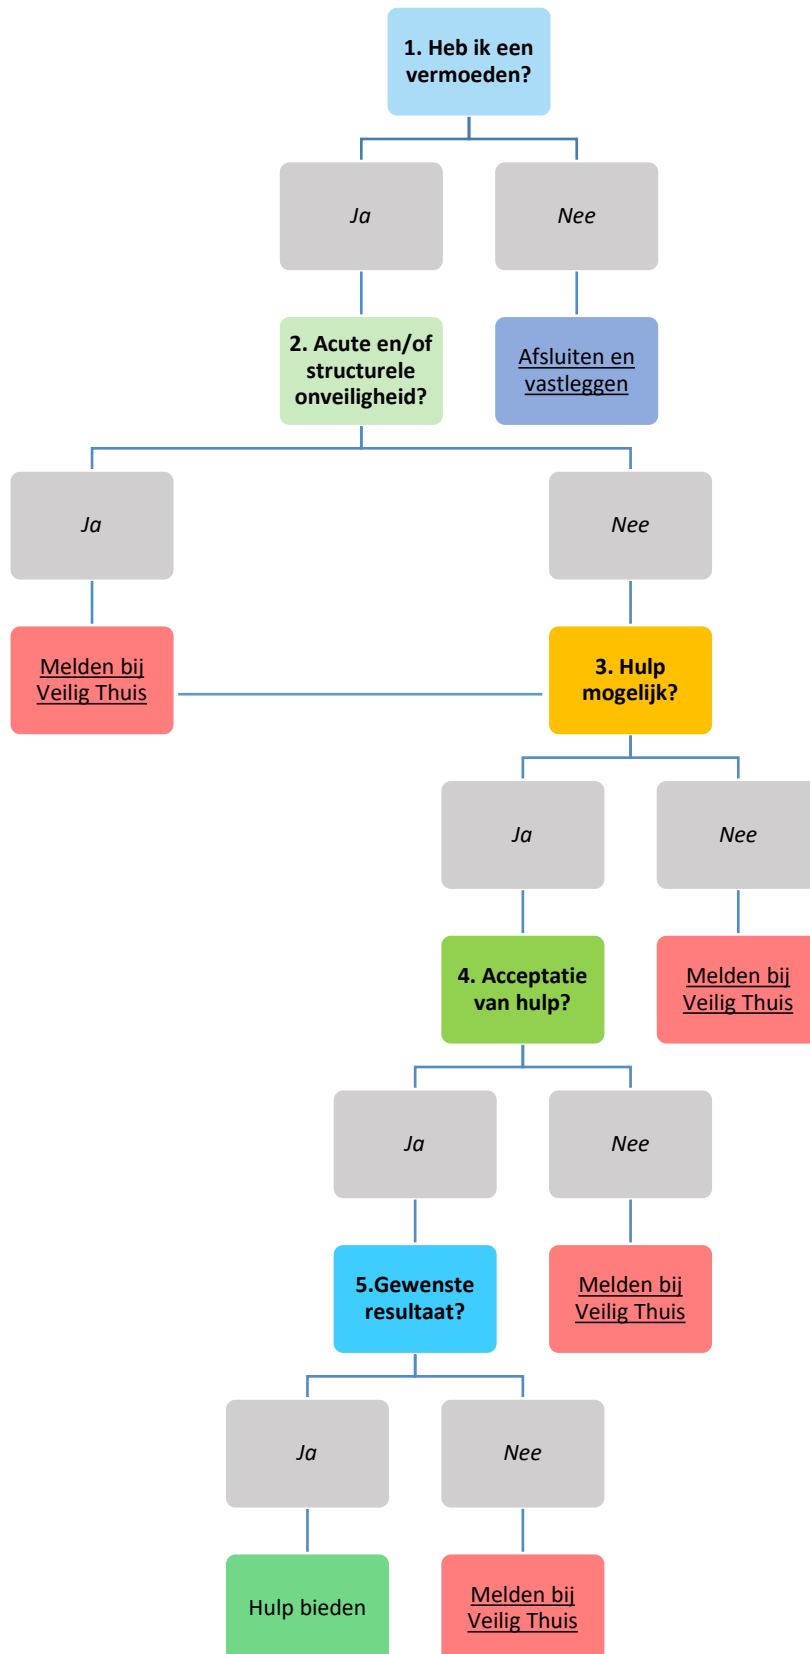 1. Heb ik een
vermoeden?
Ja
Nee
2. Acute en/of
structurele
onveiligheid?
Afsluiten en
vastleggen
Ja
Nee
Melden bij
Veilig Thuis
3. Hulp
mogelijk?
Ja
Nee
4. Acceptatie
van hulp?
Melden bij
Veilig Thuis
Ja
Nee
5.Gewenste
resultaat?
Melden bij
Veilig Thuis
Ja
Nee
Hulp bieden
Melden bij
Veilig Thuis